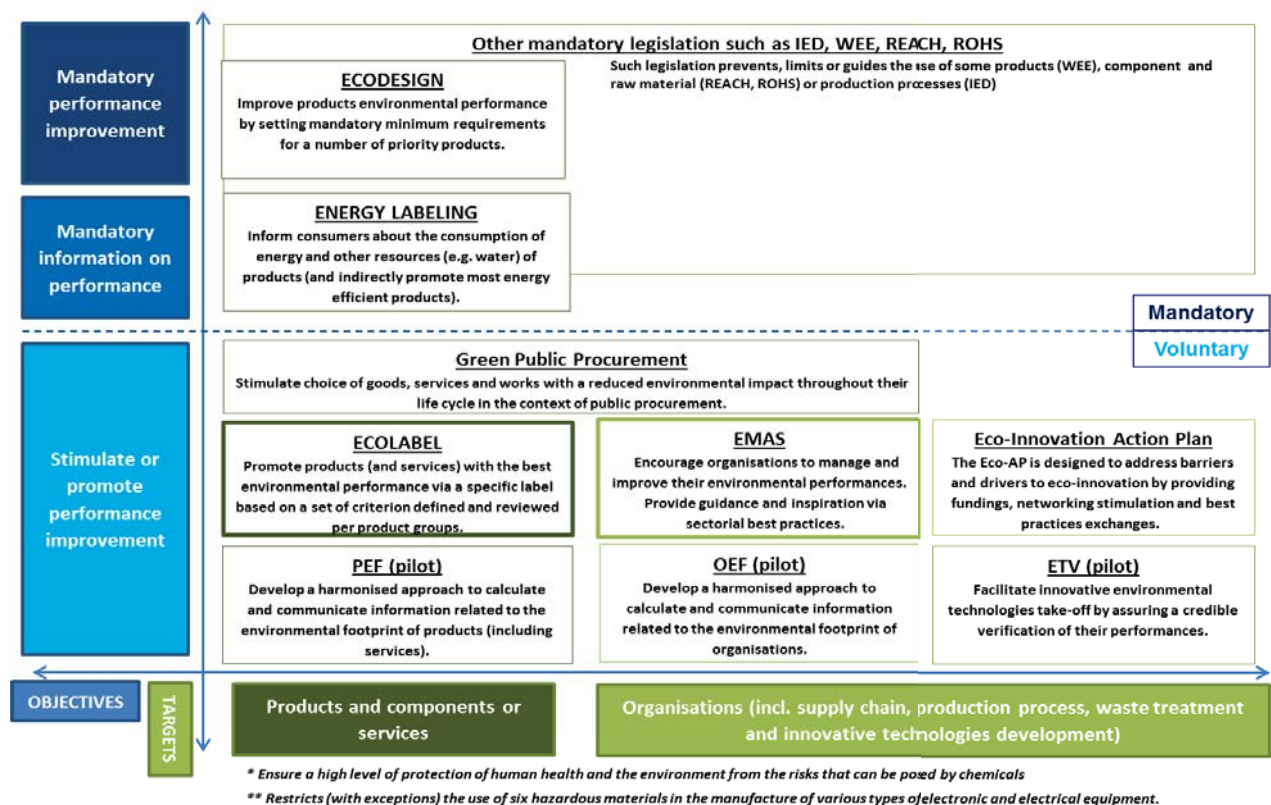 Mandatory
performance
improvement
Other mandatory legislation such as IED, WEE, REACH, ROHS
Such legislation prevents, limits or guides the use of some products (WEE), component and
raw material (REACH, ROHS) or production processes (IED)
ECODESIGN
Improve products environmental performance
by setting mandatory minimum requirements
for a number of priority products.
Mandatory
information on
performance
ENERGY LABELING
Inform consumers about the consumption of
energy and other resources (e.g. water) of
products (and indirectly promote most energy
efficient products).
Mandatory
Voluntary
Stimulate or
promote
performance
improvement
Green Public Procurement
Stimulate choice of goods, services and works with a reduced environmental impact throughout their
life cycle in the context of public procurement.
ECOLABEL
Promote products (and services) with the best
environmental performance via a specific label
based on a set of criterion defined and reviewed
per product groups.
EMAS
Encourage organisations to manage and
improve their environmental performances.
Provide guidance and inspiration via
sectorial best practices.
Eco-Innovation Action Plan
The Eco-AP is designed to address barriers
and drivers to eco-innovation by providing
fundings, networking stimulation and best
practices exchanges.
PEF (pilot)
Develop a harmonised approach to calculate
and communicate information related to the
environmental footprint of products (including
services).
OEF (pilot)
Develop a harmonised approach to
calculate and communicate information
related to the environmental footprint of
organisations.
ETV (pilot)
Facilitate innovative environmental
technologies take-off by assuring a credible
verification of their performances.
OBJECTIVES
TARGETS
Products and components or
services
Organisations (incl. supply chain, production process, waste treatment
and innovative technologies development)
* Ensure a high level of protection of human health and the environment from the risks that can be posed by chemicals
** Restricts (with exceptions) the use of six hazardous materials in the manufacture of various types of electronic and electrical equipment.